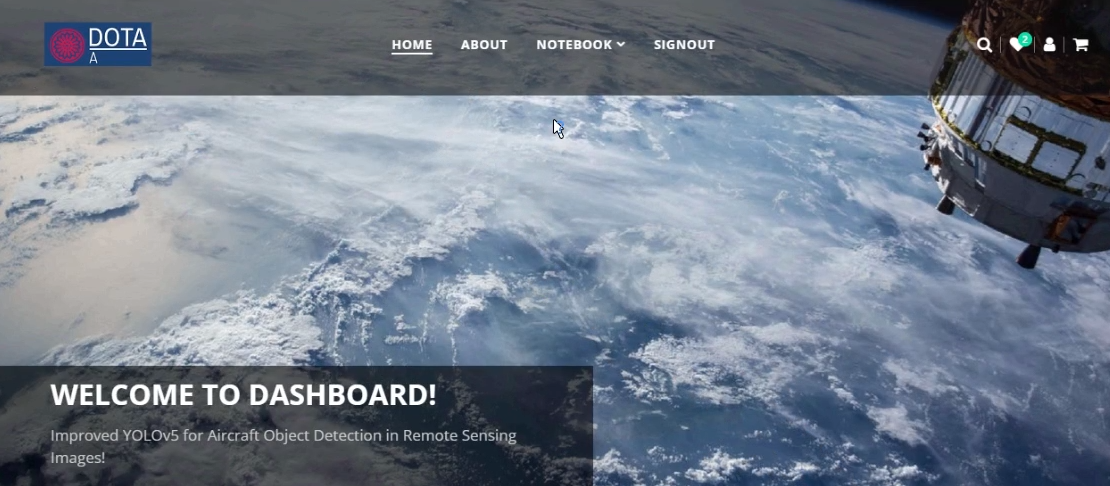 DOTA
A
HOME ABOUT NOTEBOOK SIGNOUT
2
WELCOME TO DASHBOARD!
Improved YOLOv5 for Aircraft Object Detection in Remote Sensing
Images!